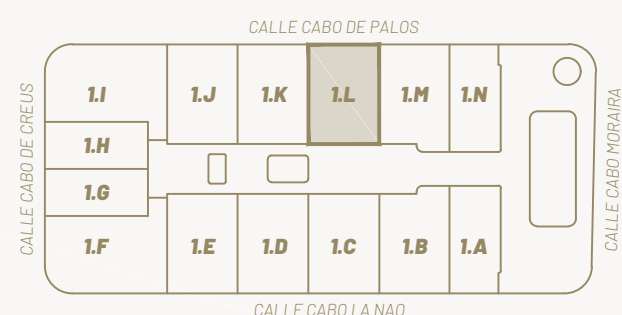 CALLE CABO DE PALOS
CALLE CABO DE CREUS
1.I
1.J
1.K
1.L
1.M
1.N
1.H
1.G
1.F
1.E
1.D
1.C
1.B
1.A
CALLE CABO MORAIRA
CALLE CABO LA NAO